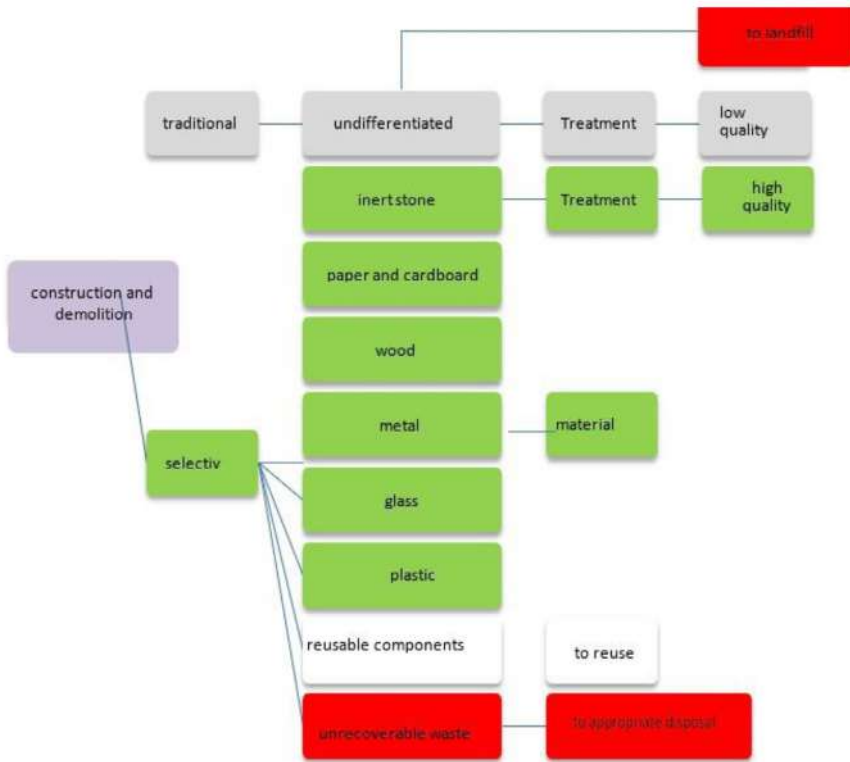 to landfill
traditional
undifferentiated
Treatment
low
quality
inert stone
Treatment
high
quality
paper and cardboard
construction and
demolition
wood
metal
material
selectiv
glass
plastic
reusable components
to reuse
unrecoverable waste
to appropriate disposal